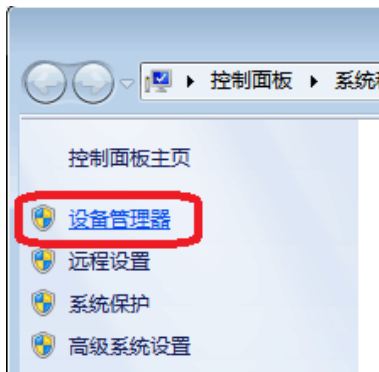 控制面板 系统
控制面板主页
设备管理器
远程设置
系统保护
高级系统设置